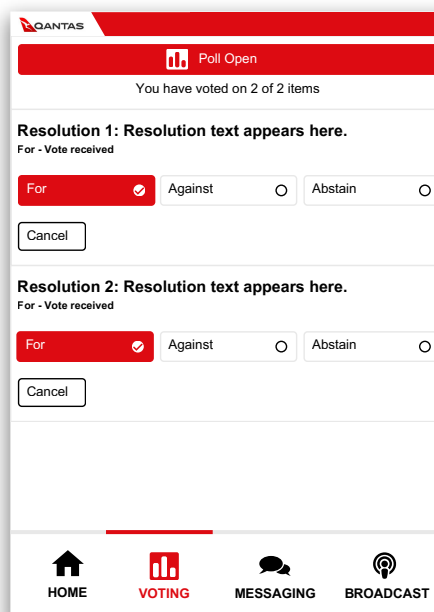 QANTAS
Poll Open
You have voted on 2 of 2 items
Resolution 1: Resolution text appears here.
For - Vote received
For Against Abstain
Cancel
Resolution 2: Resolution text appears here.
For - Vote received
For Against Abstain
Cancel
HOME VOTING MESSAGING BROADCAST